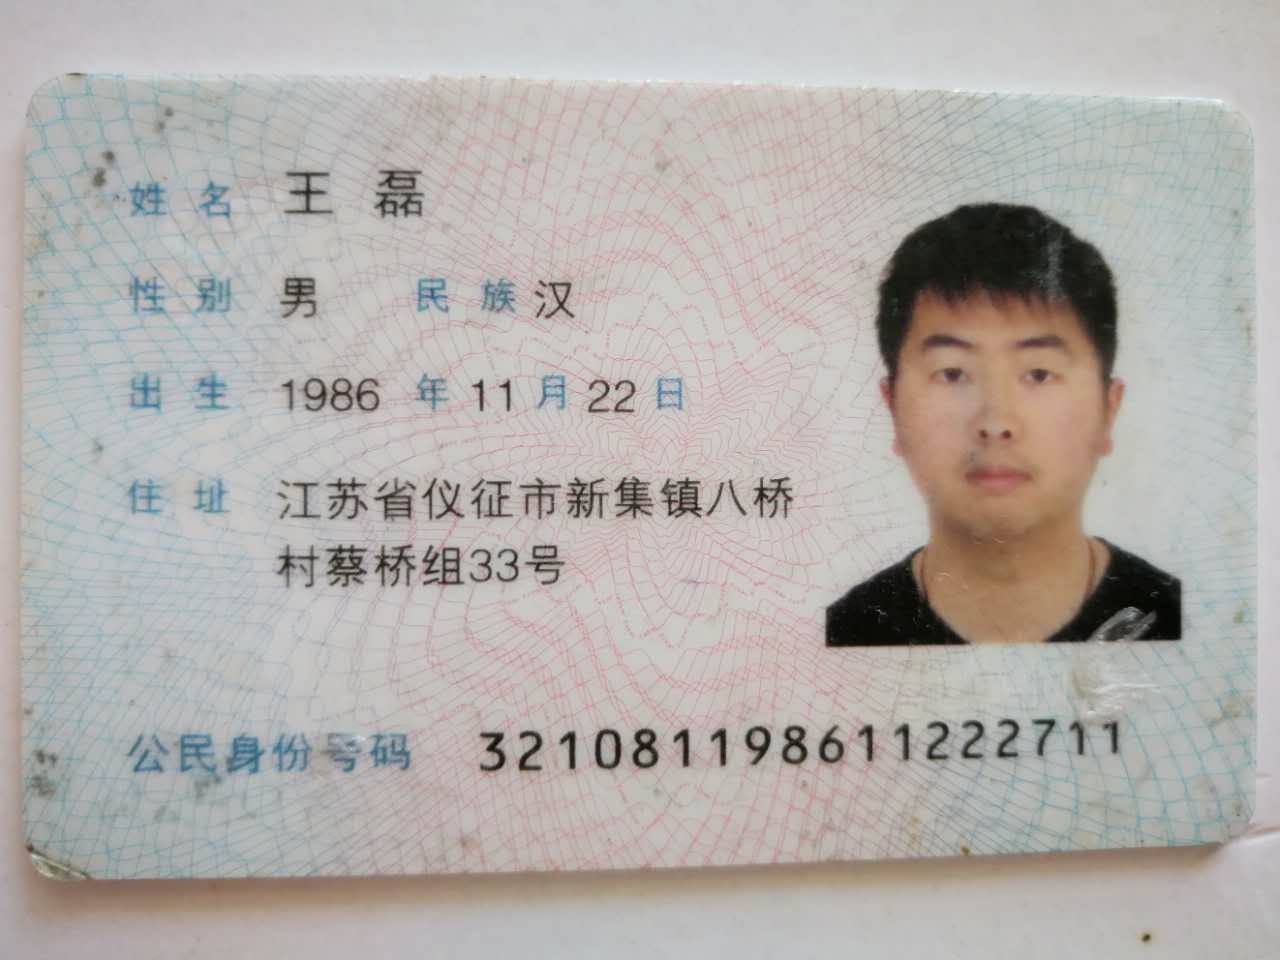 姓名 王磊
性别 男 民族 汉
出生 1986 年 11 月 22 日
住址 江苏省仪征市新集镇八桥
村蔡桥组33号
公民身份号码 321081198611222711